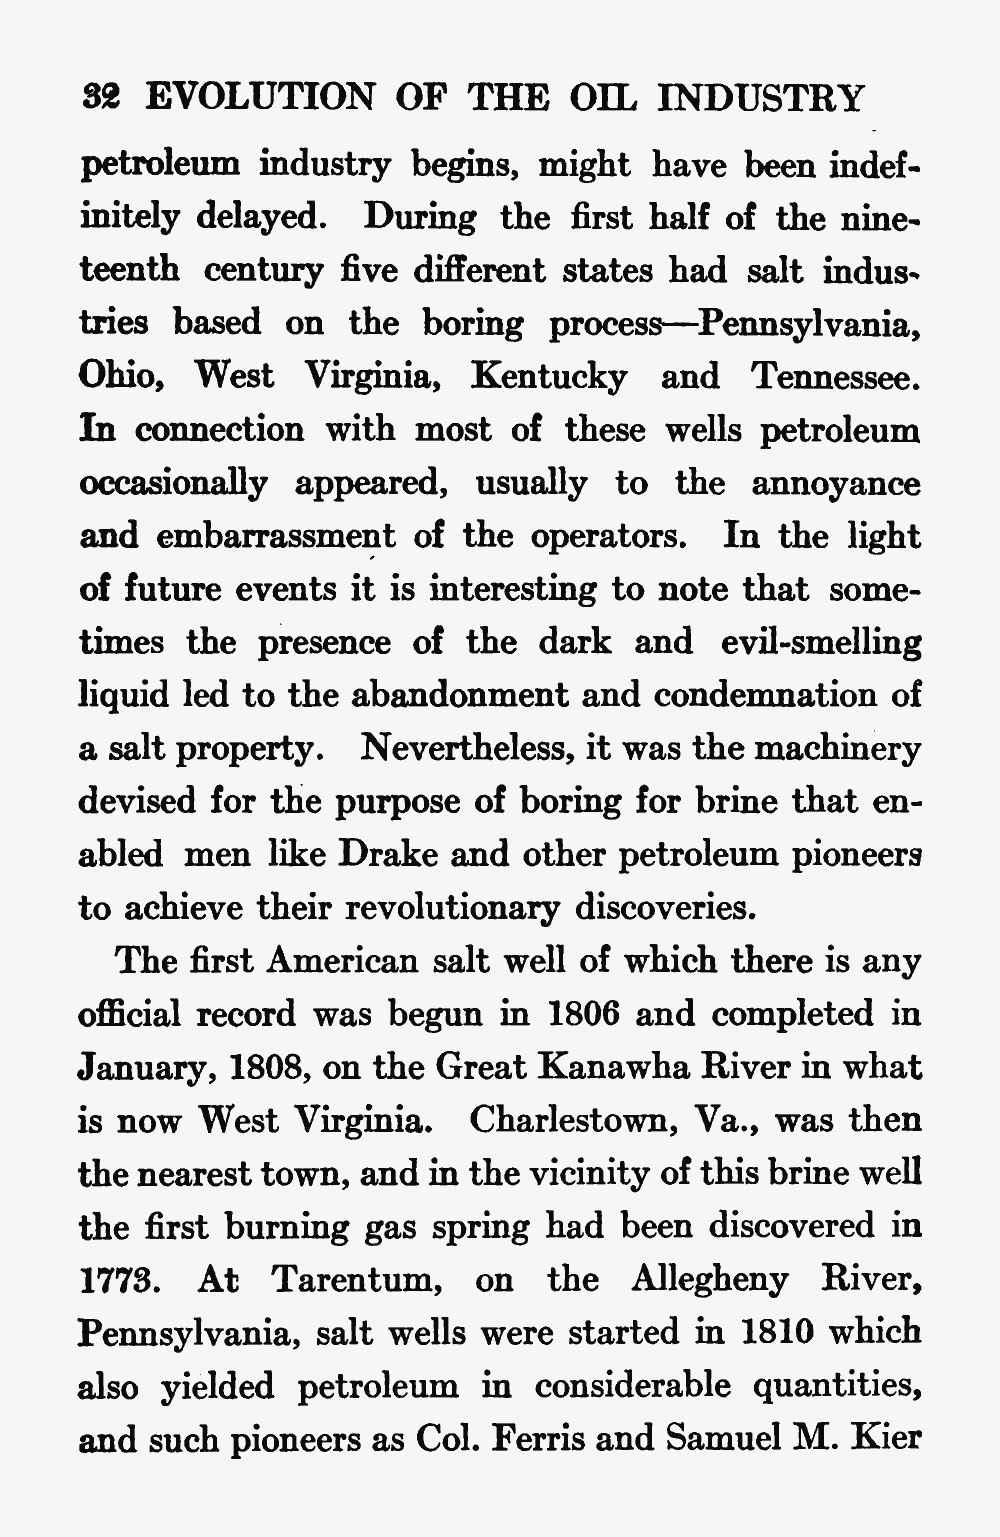 32 EVOLUTION OF THE OIL INDUSTRY
petroleum industry begins, might have been indef-
initely delayed. During the first half of the nine-
teenth century five different states had salt indus-
tries based on the boring process—Pennsylvania,
Ohio, West Virginia, Kentucky and Tennessee.
In connection with most of these wells petroleum
occasionally appeared, usually to the annoyance
and embarrassment of the operators. In the light
of future events it is interesting to note that some-
times the presence of the dark and evil-smelling
liquid led to the abandonment and condemnation of
a salt property. Nevertheless, it was the machinery
devised for the purpose of boring for brine that en-
abled men like Drake and other petroleum pioneers
to achieve their revolutionary discoveries.
The first American salt well of which there is any
official record was begun in 1806 and completed in
January, 1808, on the Great Kanawha River in what
is now West Virginia. Charlestown, Va., was then
the nearest town, and in the vicinity of this brine well
the first burning gas spring had been discovered in
1773. At Tarentum, on the Allegheny River,
Pennsylvania, salt wells were started in 1810 which
also yielded petroleum in considerable quantities,
and such pioneers as Col. Ferris and Samuel M. Kier